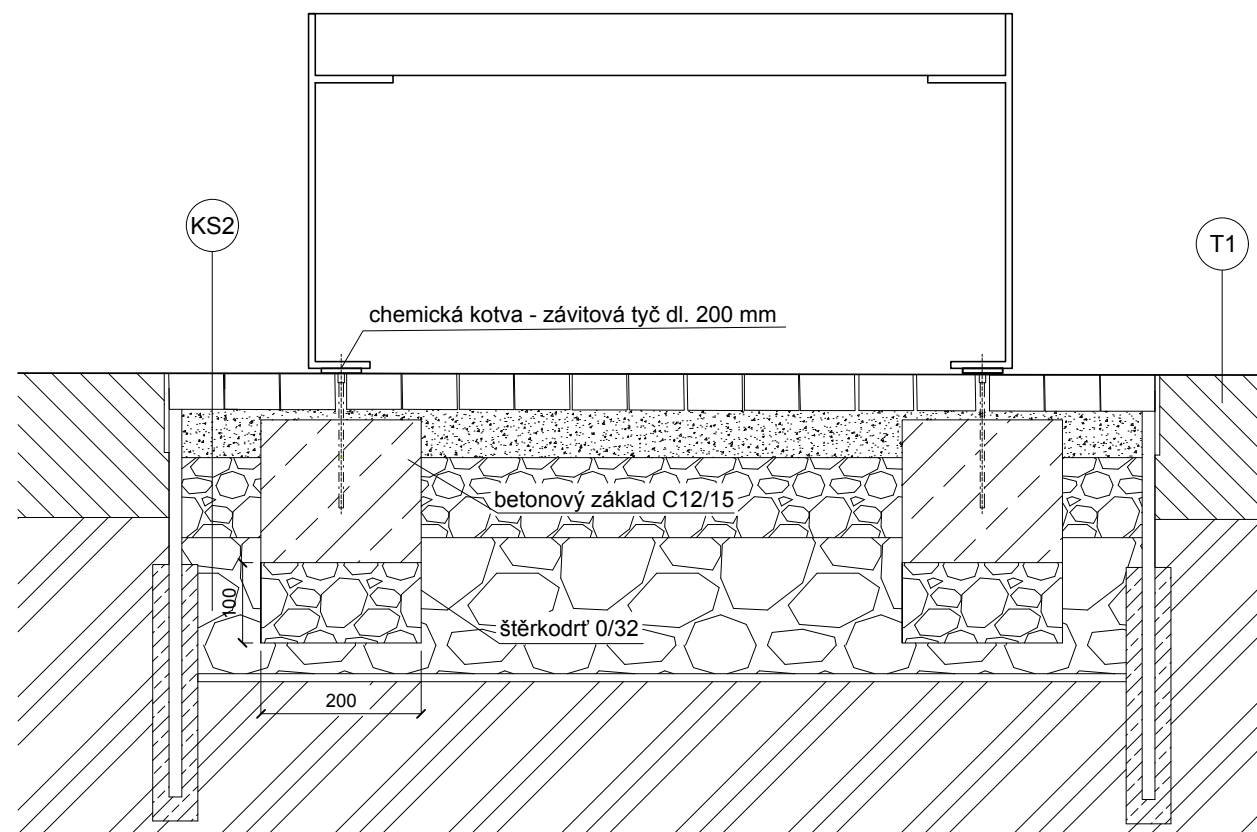 KS2
T1
chemická kotva - závitová tyč dl. 200 mm
betonový základ C12/15
100
štěrkodrť 0/32
200